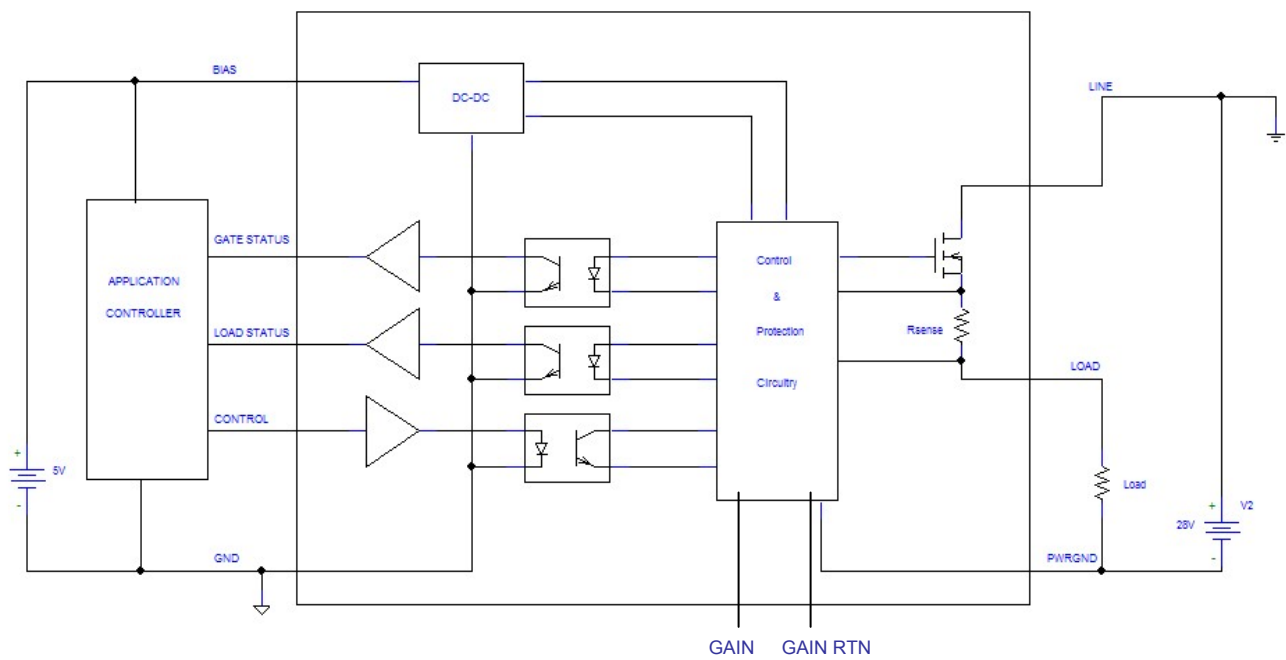 BIAS
DC-DC
LINE
GATE STATUS
APPLICATION
CONTROLLER
Control
&
Protection
Circuitry
Rsense
LOAD STATUS
LOAD
CONTROL
+
5V
-
Load
+
V2
28V
-
GND
PWRGND
GAIN
GAIN RTN